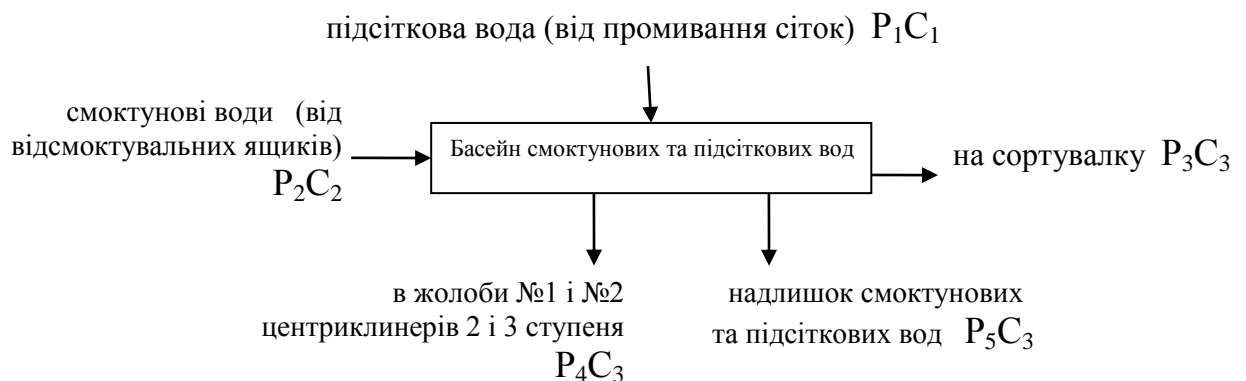 підсіткова вода (від промивання сіток) P₁C₁
смоктунові води (від
відсмоктувальних ящиків)
P₂C₂
Басейн смоктунових та підсіткових вод
на сортувалку P₃C₃
в жолоби №1 і №2
центриклинерів 2 і 3 ступеня
P₄C₃
надлишок смоктунових
та підсіткових вод P₅C₃